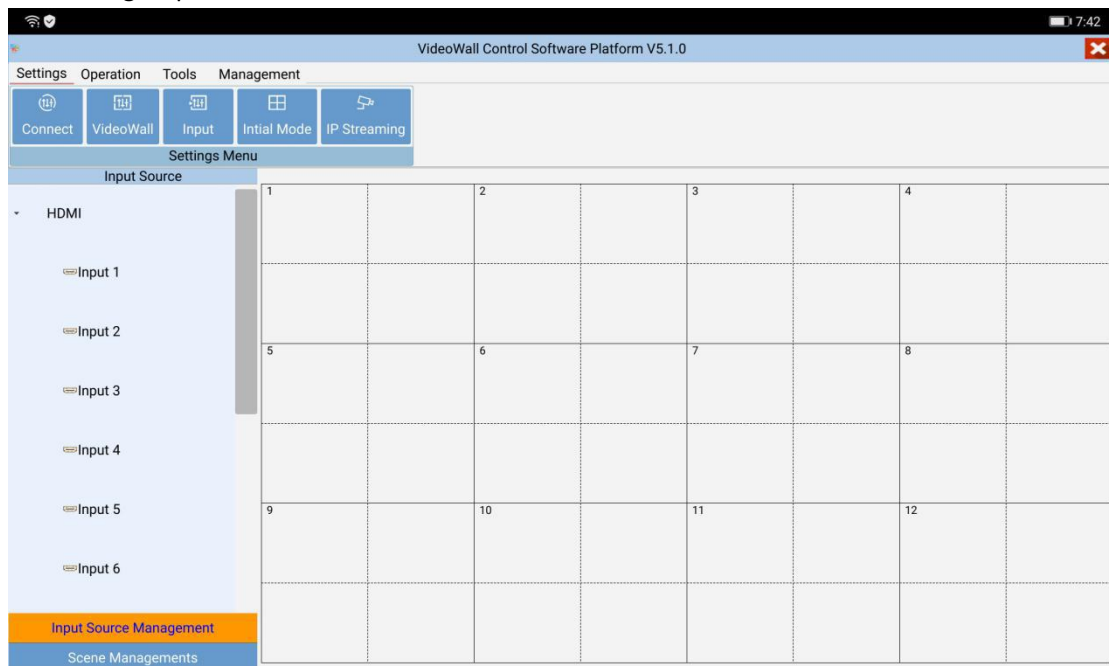 7:42
VideoWall Control Software Platform V5.1.0
Settings Operation Tools Management
Connect VideoWall Input Intial Mode IP Streaming
Settings Menu
Input Source
1 2 3 4
HDMI
Input 1
Input 2
5 6 7 8
Input 3
Input 4
Input 5
9 10 11 12
Input 6
Input Source Management
Scene Managements